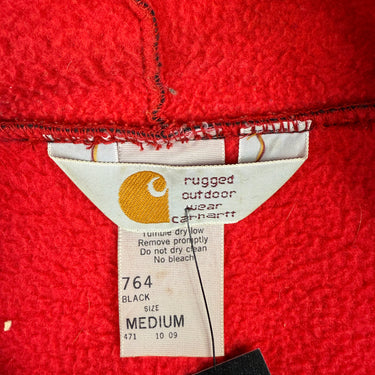 rugged
outdoor
wear
carhartt
Tumble dry low
Remove promptly
Do not dry clean
No bleach
764
BLACK
SIZE
MEDIUM
471 10 09